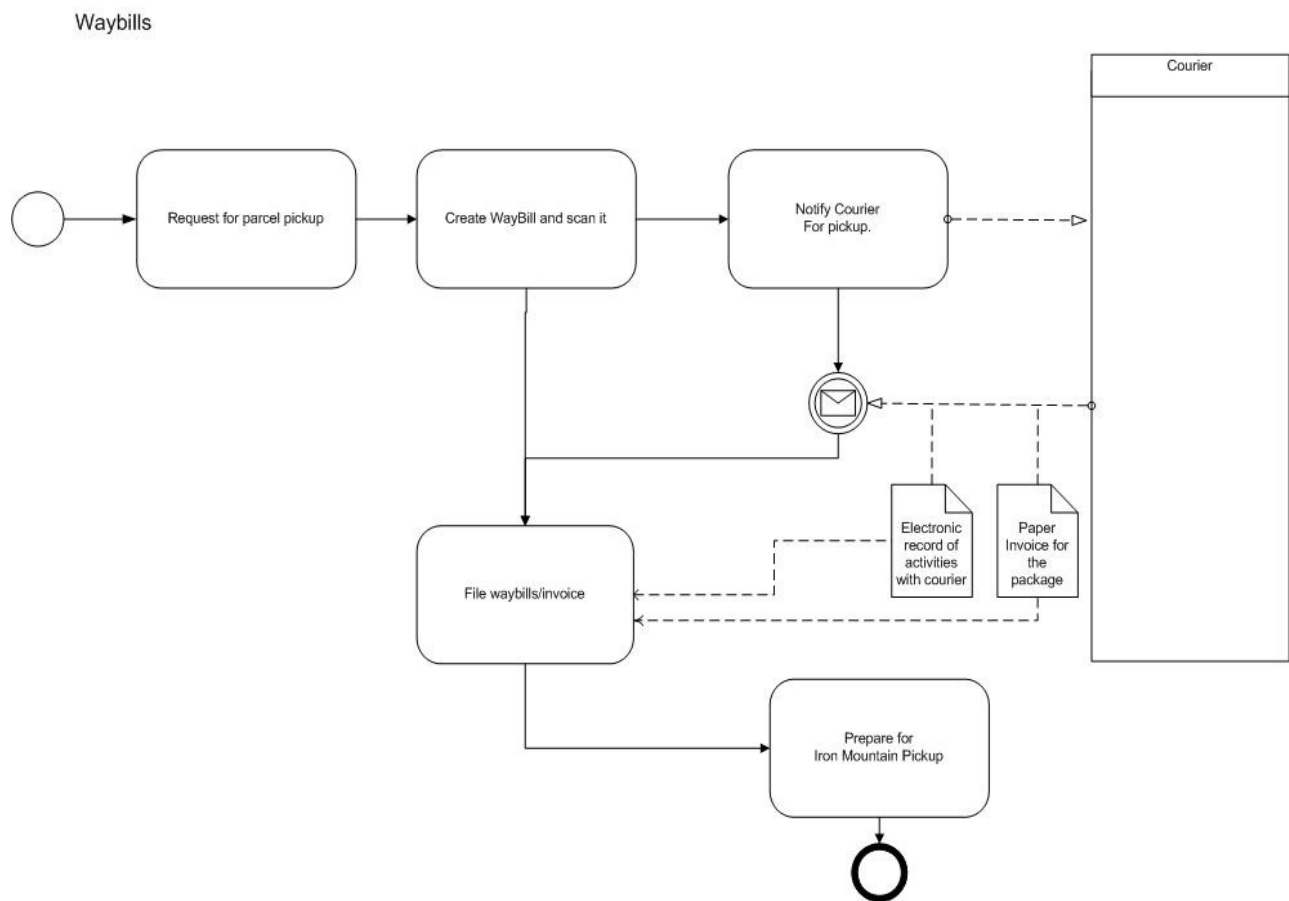 Waybills
Courier
Request for parcel pickup
Create WayBill and scan it
Notify Courier
For pickup.
Electronic
record of
activities
with courier
Paper
Invoice for
the
package
File waybills/invoice
Prepare for
Iron Mountain Pickup